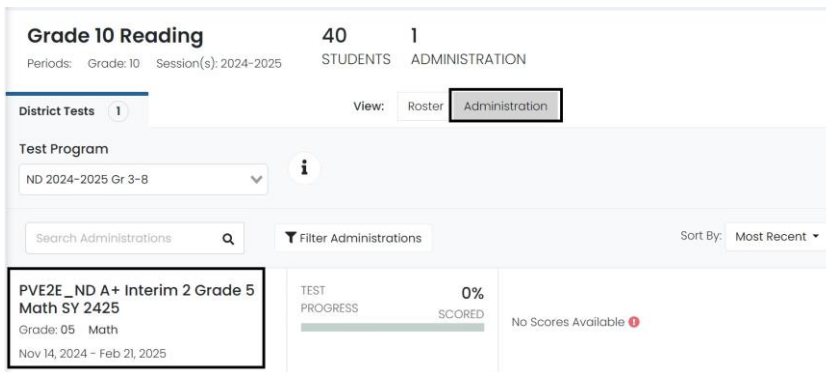 Grade 10 Reading
Periods: Grade: 10 Session(s): 2024-2025
40
STUDENTS
1
ADMINISTRATION
District Tests 1
View: Roster Administration
Test Program
ND 2024-2025 Gr 3-8
i
Search Administrations
Filter Administrations
Sort By: Most Recent
PVE2E_ND A+ Interim 2 Grade 5
Math SY 2425
Grade: 05 Math
Nov 14, 2024 - Feb 21, 2025
TEST
PROGRESS
0%
SCORED
No Scores Available